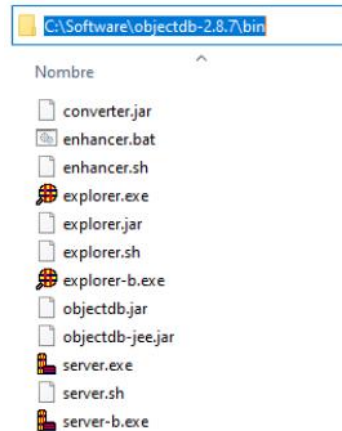 C:\Software\objectdb-2.8.7\bin
Nombre
converter.jar
enhancer.bat
enhancer.sh
explorer.exe
explorer.jar
explorer.sh
explorer-b.exe
objectdb.jar
objectdb-jee.jar
server.exe
server.sh
server-b.exe